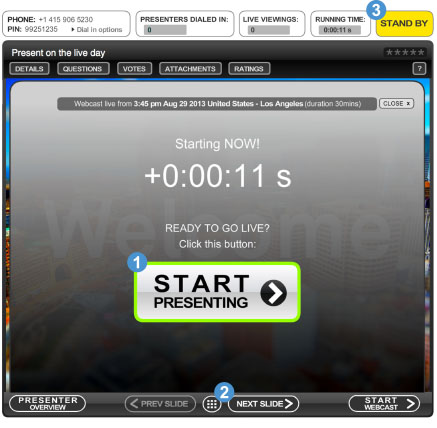 PHONE: +1 415 906 5230
PIN: 99251235 ▸ Dial in options
PRESENTERS DIALED IN:
0
LIVE VIEWINGS:
0
RUNNING TIME:
0:00:11 s
3
STAND BY
Present on the live day
★★★★★
DETAILS QUESTIONS VOTES ATTACHMENTS RATINGS ?
Webcast live from 3:45 pm Aug 29 2013 United States - Los Angeles (duration 30mins) CLOSE x
Starting NOW!
+0:00:11 s
Welcome
READY TO GO LIVE?
Click this button:
1
START
PRESENTING
2
PRESENTER
OVERVIEW
PREV SLIDE
NEXT SLIDE
START
WEBCAST